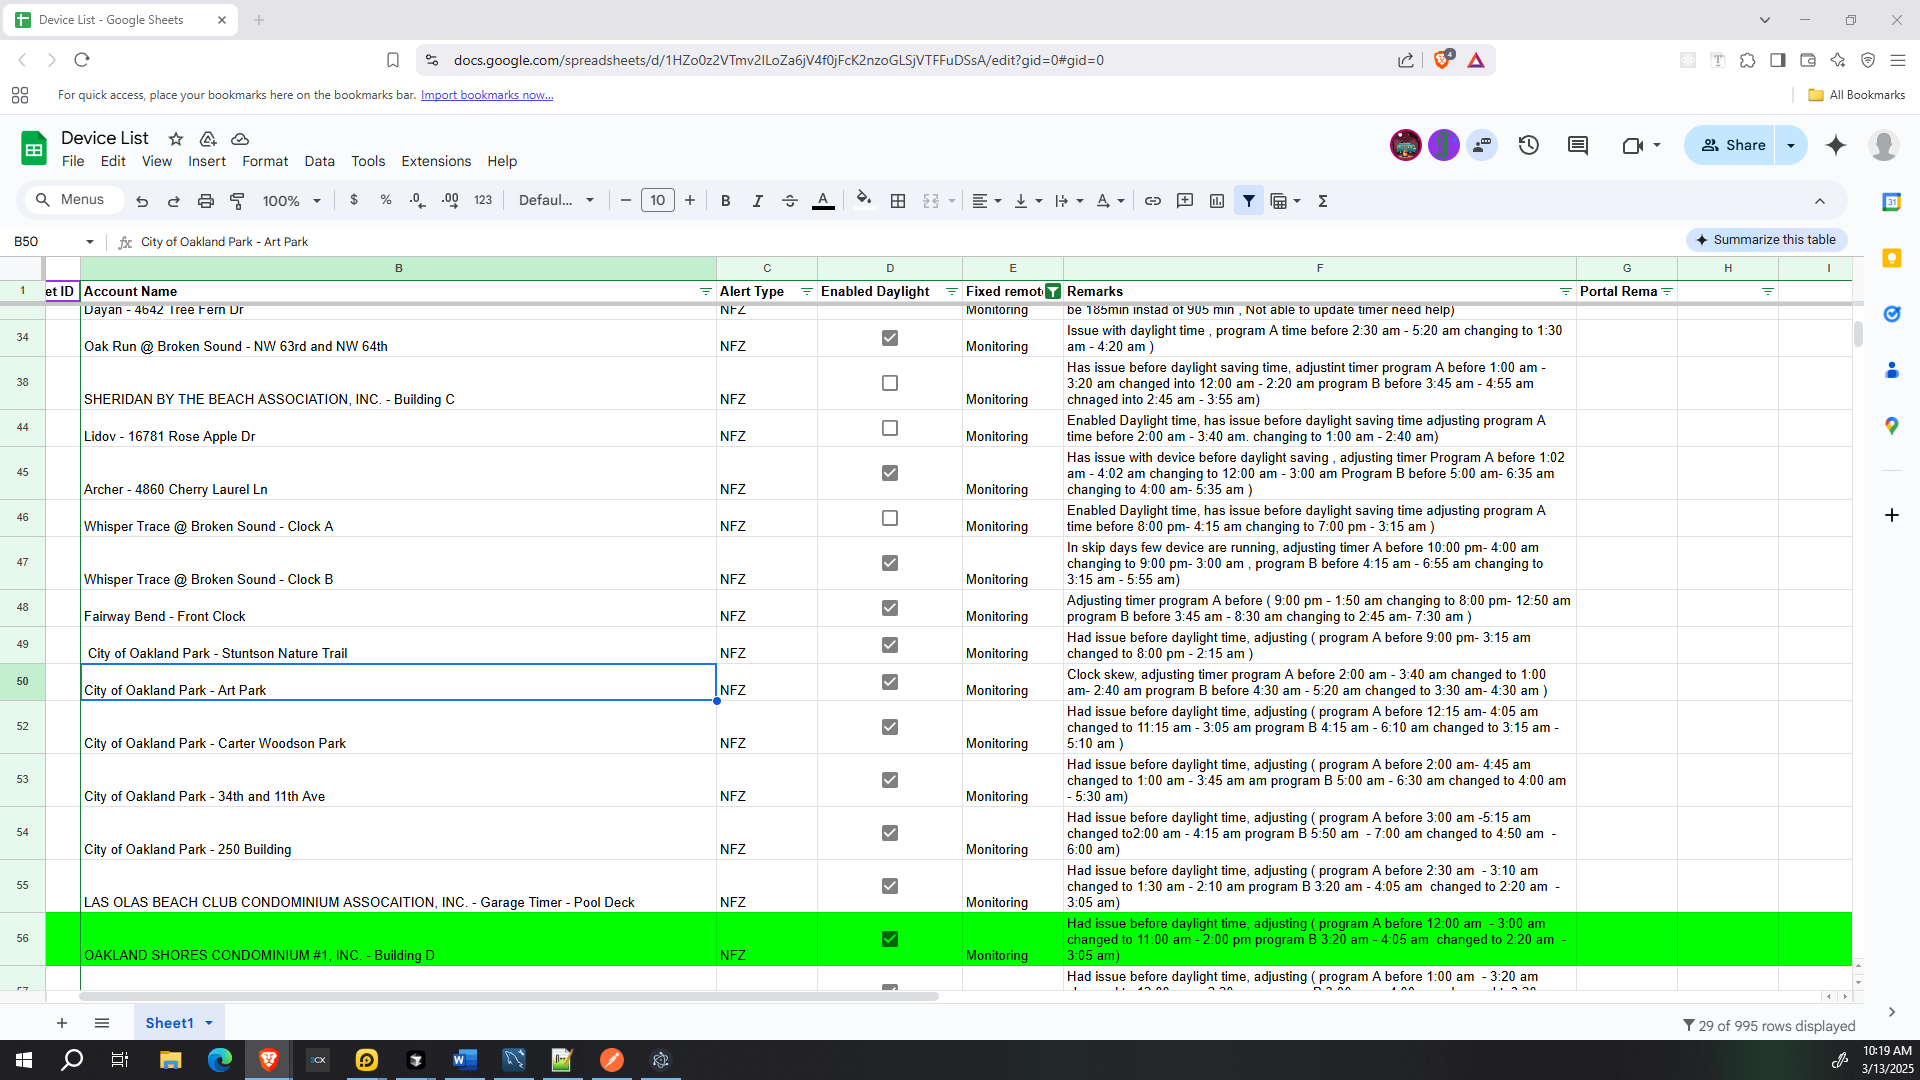 Device List - Google Sheets
docs.google.com/spreadsheets/d/1HZo0z2VTmv2ILoZa6jV4f0jFcK2nzoGLSjVTFFuDSsA/edit?gid=0#gid=0
4
For quick access, place your bookmarks here on the bookmarks bar. Import bookmarks now...
All Bookmarks
Device List
File Edit View Insert Format Data Tools Extensions Help
Share
Menus
100% $ % .0 .00 123 Defaul... 10 B I A
31
B50 fx City of Oakland Park - Art Park
Summarize this table
B C D E F G H I
1 et ID Account Name Alert Type Enabled Daylight Fixed remot Remarks Portal Rema
Dayan - 4642 Tree Fern Dr NFZ Monitoring be 185min instad of 905 min , Not able to update timer need help)
34 Oak Run @ Broken Sound - NW 63rd and NW 64th NFZ Monitoring Issue with daylight time , program A time before 2:30 am - 5:20 am changing to 1:30
am - 4:20 am )
38 SHERIDAN BY THE BEACH ASSOCIATION, INC. - Building C NFZ Monitoring Has issue before daylight saving time, adjustint timer program A before 1:00 am -
3:20 am changed into 12:00 am - 2:20 am program B before 3:45 am - 4:55 am
chnaged into 2:45 am - 3:55 am)
44 Lidov - 16781 Rose Apple Dr NFZ Monitoring Enabled Daylight time, has issue before daylight saving time adjusting program A
time before 2:00 am - 3:40 am. changing to 1:00 am - 2:40 am)
45 Archer - 4860 Cherry Laurel Ln NFZ Monitoring Has issue with device before daylight saving , adjusting timer Program A before 1:02
am - 4:02 am changing to 12:00 am - 3:00 am Program B before 5:00 am- 6:35 am
changing to 4:00 am- 5:35 am )
46 Whisper Trace @ Broken Sound - Clock A NFZ Monitoring Enabled Daylight time, has issue before daylight saving time adjusting program A
time before 8:00 pm- 4:15 am changing to 7:00 pm - 3:15 am )
47 Whisper Trace @ Broken Sound - Clock B NFZ Monitoring In skip days few device are running, adjusting timer A before 10:00 pm- 4:00 am
changing to 9:00 pm- 3:00 am , program B before 4:15 am - 6:55 am changing to
3:15 am - 5:55 am)
48 Fairway Bend - Front Clock NFZ Monitoring Adjusting timer program A before ( 9:00 pm - 1:50 am changing to 8:00 pm- 12:50 am
program B before 3:45 am - 8:30 am changing to 2:45 am- 7:30 am )
49 City of Oakland Park - Stuntson Nature Trail NFZ Monitoring Had issue before daylight time, adjusting ( program A before 9:00 pm- 3:15 am
changed to 8:00 pm - 2:15 am )
50 City of Oakland Park - Art Park NFZ Monitoring Clock skew, adjusting timer program A before 2:00 am - 3:40 am changed to 1:00
am- 2:40 am program B before 4:30 am - 5:20 am changed to 3:30 am- 4:30 am )
52 City of Oakland Park - Carter Woodson Park NFZ Monitoring Had issue before daylight time, adjusting ( program A before 12:15 am- 4:05 am
changed to 11:15 am - 3:05 am program B 4:15 am - 6:10 am changed to 3:15 am -
5:10 am )
53 City of Oakland Park - 34th and 11th Ave NFZ Monitoring Had issue before daylight time, adjusting ( program A before 2:00 am- 4:45 am
changed to 1:00 am - 3:45 am am program B 5:00 am - 6:30 am changed to 4:00 am
- 5:30 am)
54 City of Oakland Park - 250 Building NFZ Monitoring Had issue before daylight time, adjusting ( program A before 3:00 am -5:15 am
changed to2:00 am - 4:15 am program B 5:50 am - 7:00 am changed to 4:50 am -
6:00 am)
55 LAS OLAS BEACH CLUB CONDOMINIUM ASSOCAITION, INC. - Garage Timer - Pool Deck NFZ Monitoring Had issue before daylight time, adjusting ( program A before 2:30 am - 3:10 am
changed to 1:30 am - 2:10 am program B 3:20 am - 4:05 am changed to 2:20 am -
3:05 am)
56 OAKLAND SHORES CONDOMINIUM #1, INC. - Building D NFZ Monitoring Had issue before daylight time, adjusting ( program A before 12:00 am - 3:00 am
changed to 11:00 am - 2:00 pm program B 3:20 am - 4:05 am changed to 2:20 am -
3:05 am)
Had issue before daylight time, adjusting ( program A before 1:00 am - 3:20 am
Sheet1
29 of 995 rows displayed
10:19 AM
3/13/2025